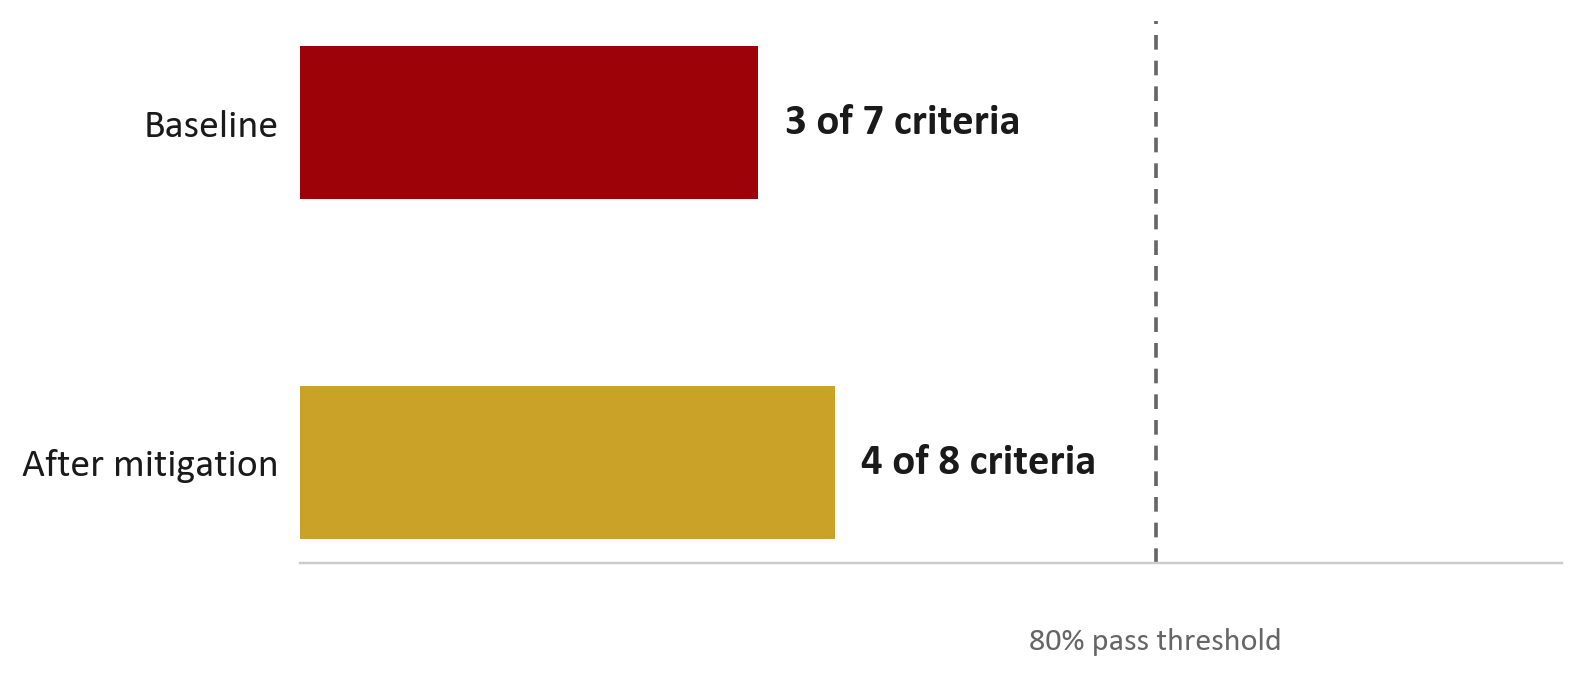 Baseline
3 of 7 criteria
After mitigation
4 of 8 criteria
80% pass threshold